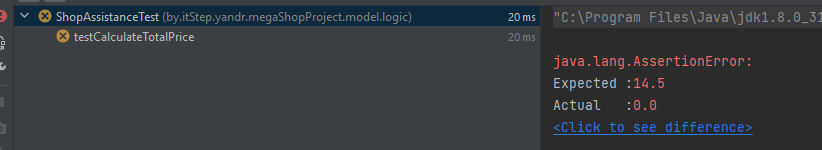 ShopAssistanceTest (by.itStep.yandr.megaShopProject.model.logic) 20 ms
testCalculateTotalPrice 20 ms
"C:\Program Files\Java\jdk1.8.0_31
java.lang.AssertionError:
Expected :14.5
Actual :0.0
<Click to see difference>